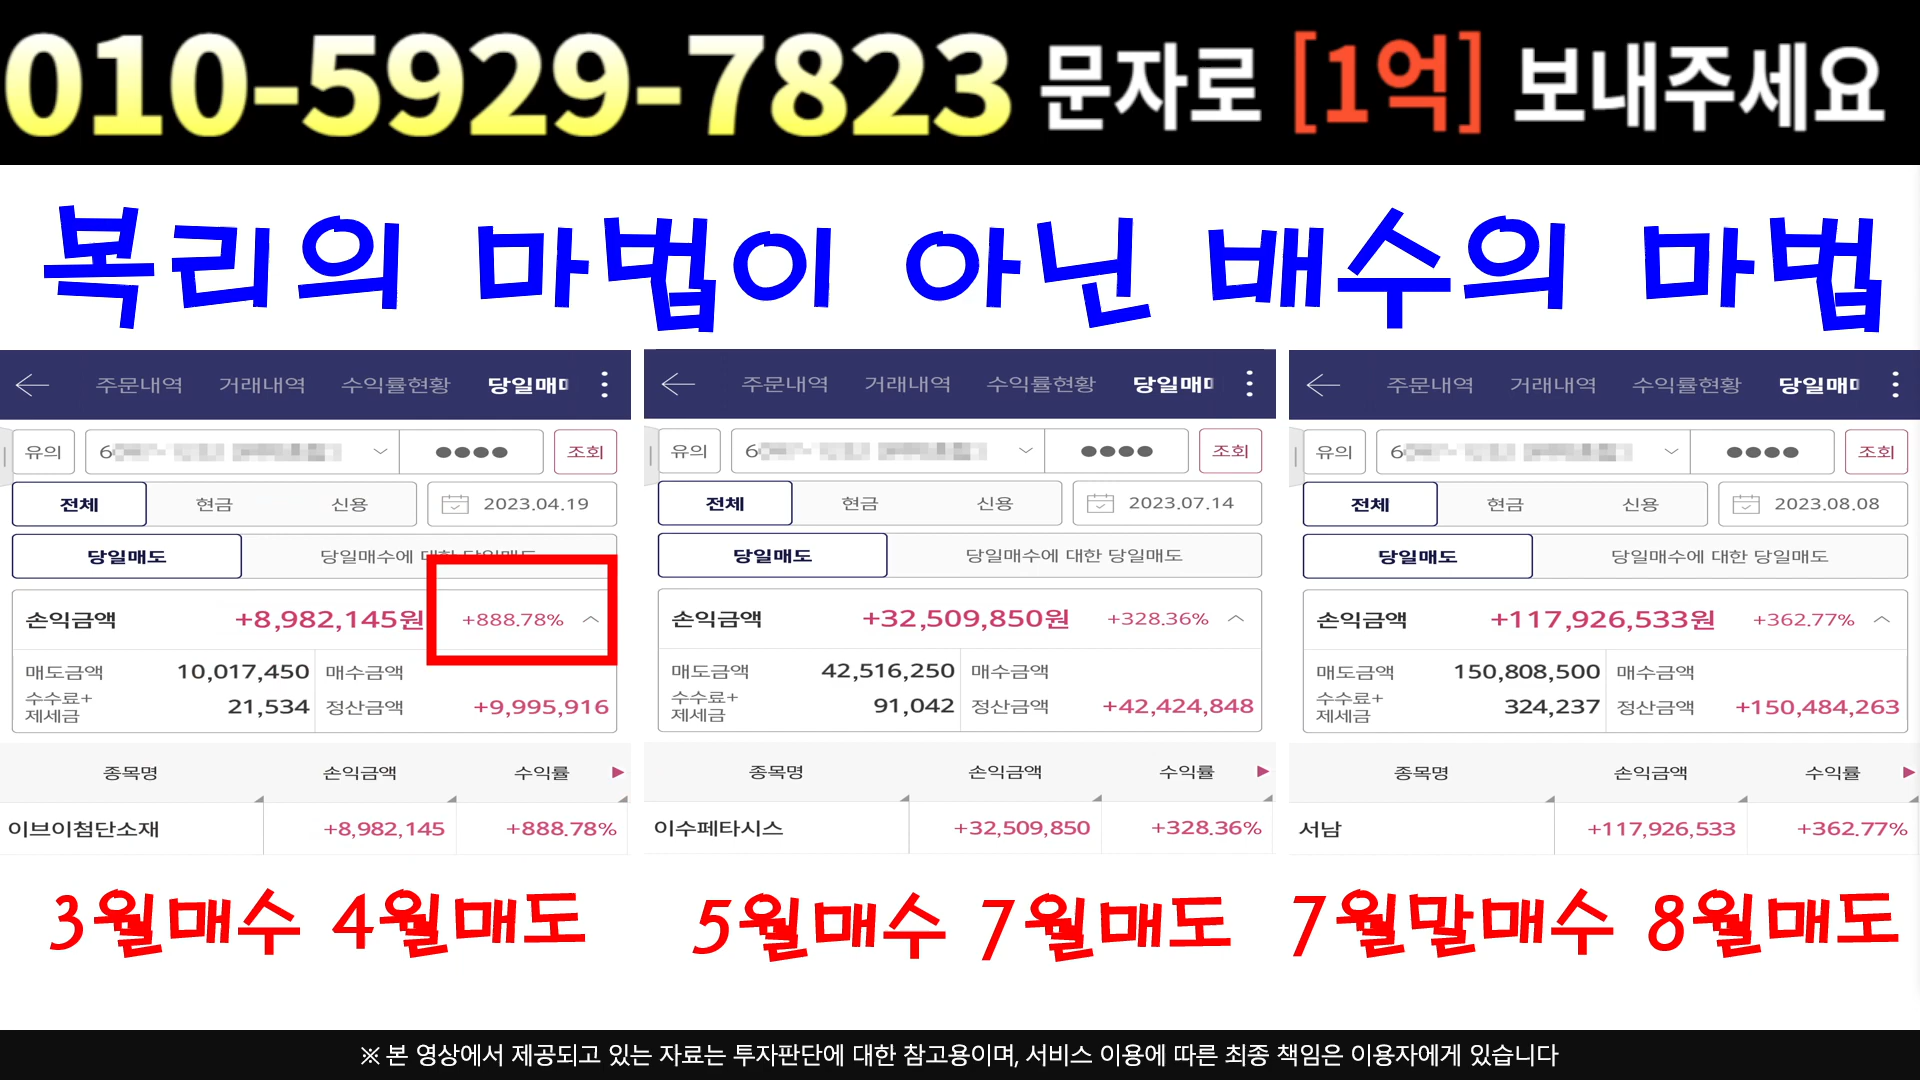 010-5929-7823 문자로 [1억] 보내주세요
복리의 마법이 아닌 배수의 마법
주문내역 거래내역 수익률현황 당일매
유의 6 ●●●● 조회
전체 현금 신용 2023.04.19
당일매도 당일매수에 대한 당일매도
손익금액 +8,982,145원 +888.78%
매도금액 10,017,450 매수금액
수수료+
제세금 21,534 정산금액 +9,995,916
종목명 손익금액 수익률
이브이첨단소재 +8,982,145 +888.78%
3월매수 4월매도
주문내역 거래내역 수익률현황 당일매
유의 6 ●●●● 조회
전체 현금 신용 2023.07.14
당일매도 당일매수에 대한 당일매도
손익금액 +32,509,850원 +328.36%
매도금액 42,516,250 매수금액
수수료+
제세금 91,042 정산금액 +42,424,848
종목명 손익금액 수익률
이수페타시스 +32,509,850 +328.36%
5월매수 7월매도
주문내역 거래내역 수익률현황 당일매
유의 6 ●●●● 조회
전체 현금 신용 2023.08.08
당일매도 당일매수에 대한 당일매도
손익금액 +117,926,533원 +362.77%
매도금액 150,808,500 매수금액
수수료+
제세금 324,237 정산금액 +150,484,263
종목명 손익금액 수익률
서남 +117,926,533 +362.77%
7월말매수 8월매도
※ 본 영상에서 제공되고 있는 자료는 투자판단에 대한 참고용이며, 서비스 이용에 따른 최종 책임은 이용자에게 있습니다